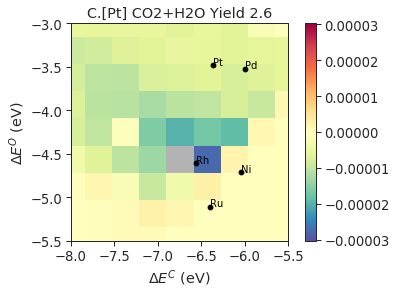 C.[Pt] CO2+H2O Yield 2.6
−3.0
−3.5
−4.0
−4.5
−5.0
−5.5
ΔE^O (eV)
Pt
Pd
Rh
Ni
Ru
−8.0 −7.5 −7.0 −6.5 −6.0 −5.5
ΔE^C (eV)
0.00003
0.00002
0.00001
0.00000
−0.00001
−0.00002
−0.00003